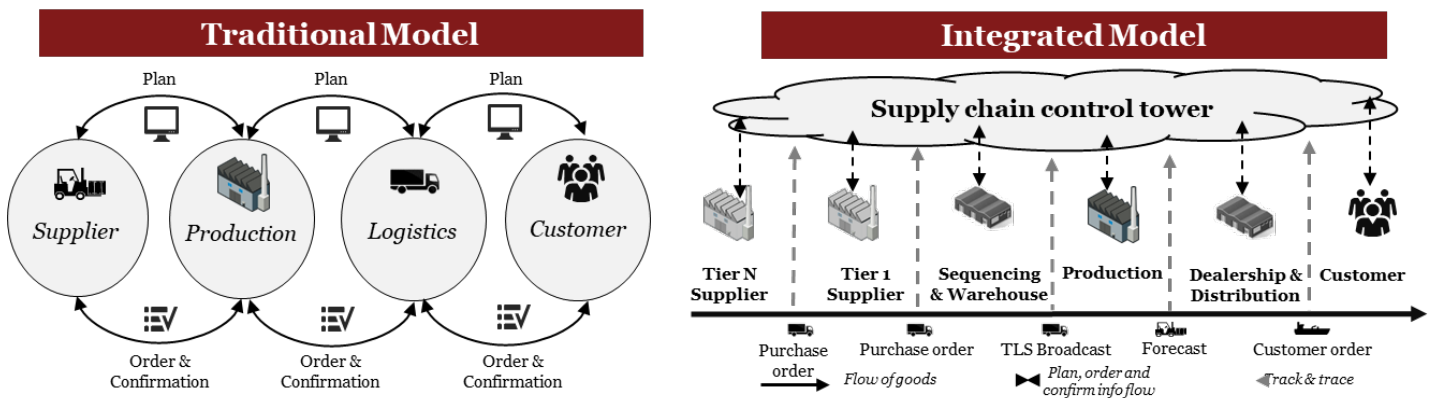 Traditional Model
Plan
Plan
Plan
Supplier
Production
Logistics
Customer
Order &
Confirmation
Order &
Confirmation
Order &
Confirmation
Integrated Model
Supply chain control tower
Tier N
Supplier
Tier 1
Supplier
Sequencing
& Warehouse
Production
Dealership &
Distribution
Customer
Purchase
order
Purchase order
TLS Broadcast
Forecast
Customer order
Flow of goods
Plan, order and
confirm info flow
Track & trace